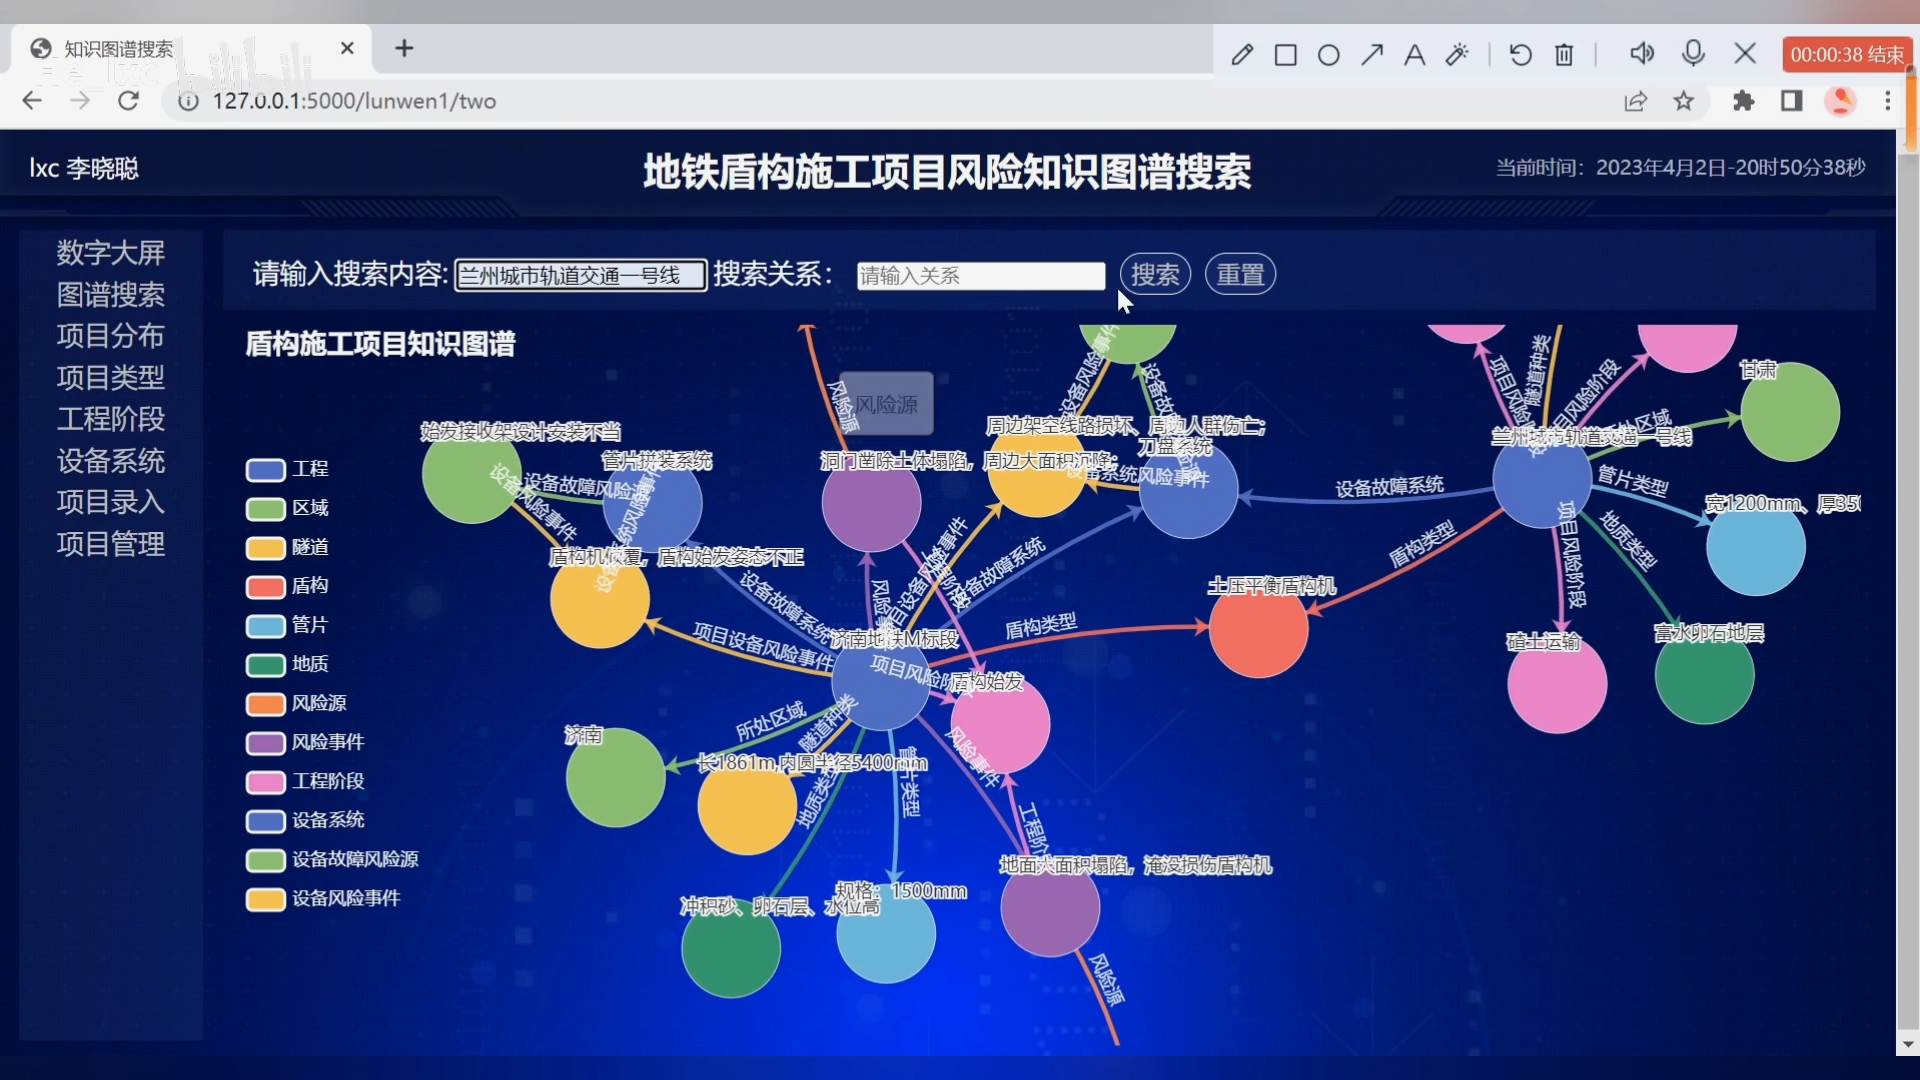 知识图谱搜索
00:00:38 结束
127.0.0.1:5000/lunwen1/two
lxc 李晓聪
地铁盾构施工项目风险知识图谱搜索
当前时间：2023年4月2日-20时50分38秒
数字大屏
图谱搜索
项目分布
项目类型
工程阶段
设备系统
项目录入
项目管理
请输入搜索内容:
兰州城市轨道交通一号线
搜索关系：
请输入关系
搜索
重置
盾构施工项目知识图谱
工程
区域
隧道
盾构
管片
地质
风险源
风险事件
工程阶段
设备系统
设备故障风险源
设备风险事件
风险源
风险源
设备风险事件
隧道种类
甘肃
始发接收架设计安装不当
管片拼装系统
设备故障风险源
设备风险事件
洞门凿除土体塌陷，周边大面积沉降；
周边架空线路损坏、周边人群伤亡；
刀盘系统
兰州城市轨道交通一号线
设备故障系统
管片类型
宽1200mm、厚350
项目风险阶段
地质类型
盾构类型
土压平衡盾构机
设备故障系统
设备故障系统
项目设备风险事件
济南地铁M标段
盾构类型
项目风险阶段
盾构始发
碴土运输
富水卵石地层
济南
所处区域
隧道种类
长1861m,内圆半径5400mm
地质类型
管片类型
风险事件
地面大面积塌陷，淹没损伤盾构机
规格：1500mm
冲积砂、卵石层、水位高
风险源